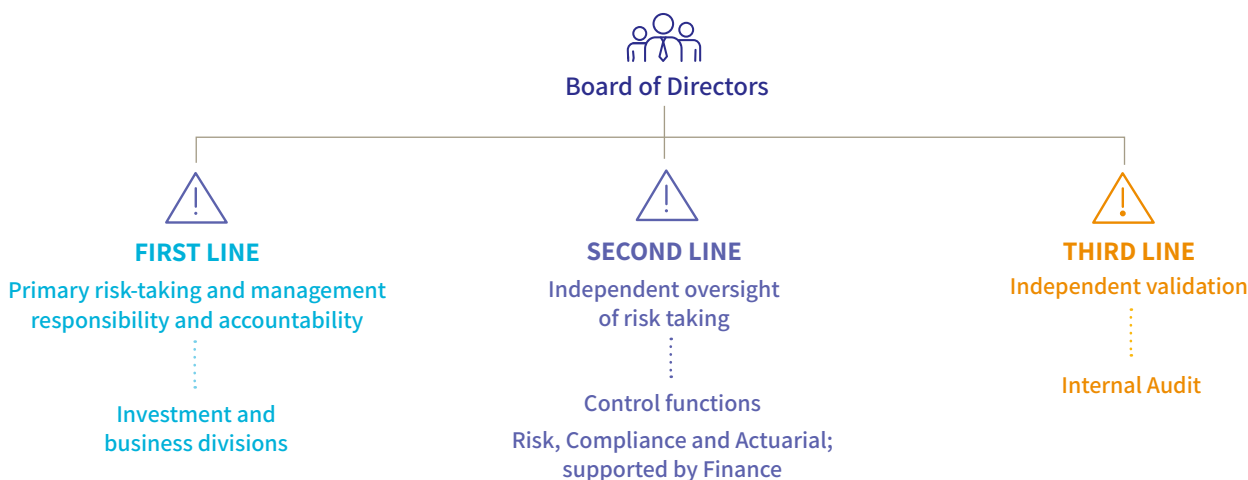 Board of Directors
FIRST LINE
Primary risk-taking and management
responsibility and accountability
Investment and
business divisions
SECOND LINE
Independent oversight
of risk taking
Control functions
Risk, Compliance and Actuarial;
supported by Finance
THIRD LINE
Independent validation
Internal Audit